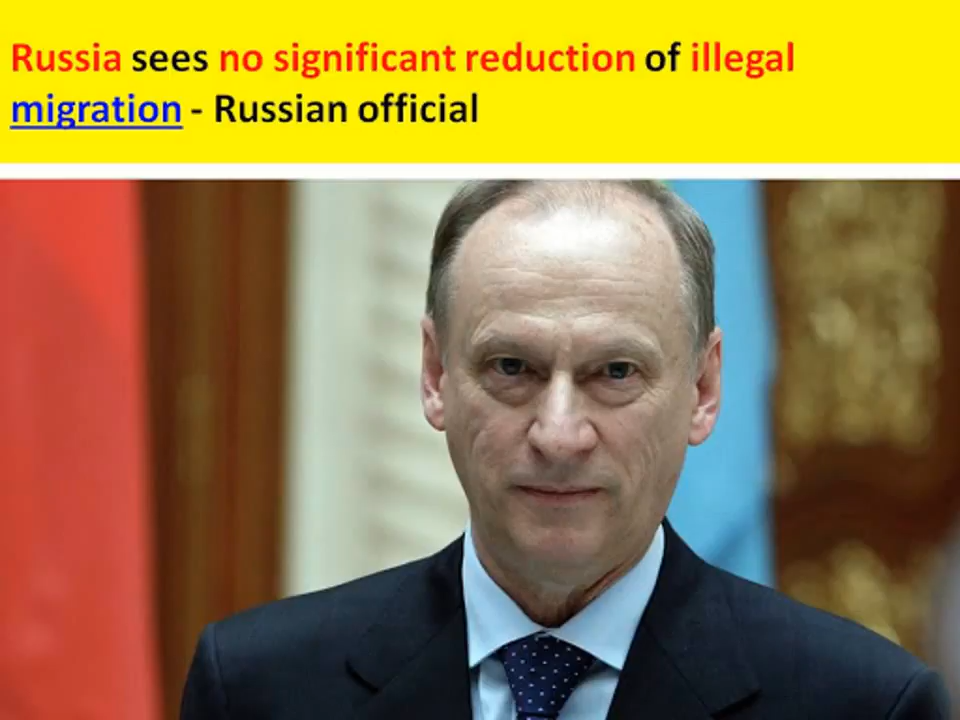 Russia sees no significant reduction of illegal
migration - Russian official